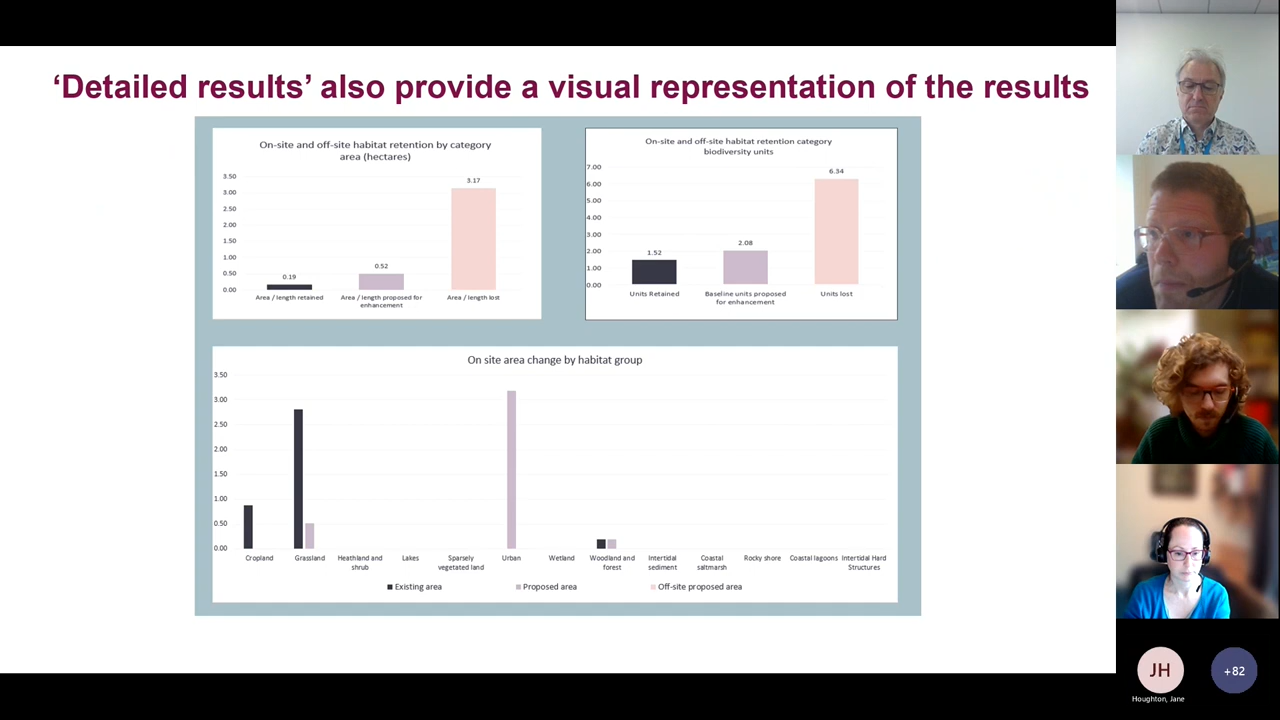 ‘Detailed results’ also provide a visual representation of the results
On-site and off-site habitat retention by category
area (hectares)
3.50
3.00
2.50
2.00
1.50
1.00
0.50
0.00
0.19
0.52
3.17
Area / length retained
Area / length proposed for
enhancement
Area / length lost
On-site and off-site habitat retention category
biodiversity units
7.00
6.00
5.00
4.00
3.00
2.00
1.00
0.00
1.52
2.08
6.34
Units Retained
Baseline units proposed
for enhancement
Units lost
On site area change by habitat group
3.50
3.00
2.50
2.00
1.50
1.00
0.50
0.00
Cropland
Grassland
Heathland and
shrub
Lakes
Sparsely
vegetated land
Urban
Wetland
Woodland and
forest
Intertidal
sediment
Coastal
saltmarsh
Rocky shore
Coastal lagoons
Intertidal Hard
Structures
Existing area
Proposed area
Off-site proposed area
JH
+82
Houghton, Jane